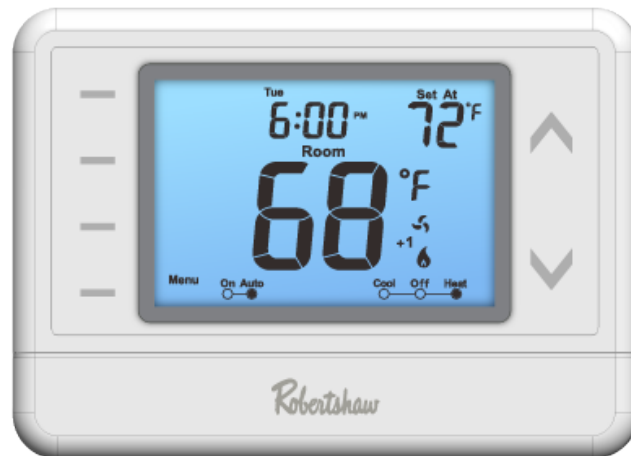 Tue
Set At
6:00 PM
72°F
Room
68 °F
+1
Menu
On Auto
Cool Off Heat
Robertshaw